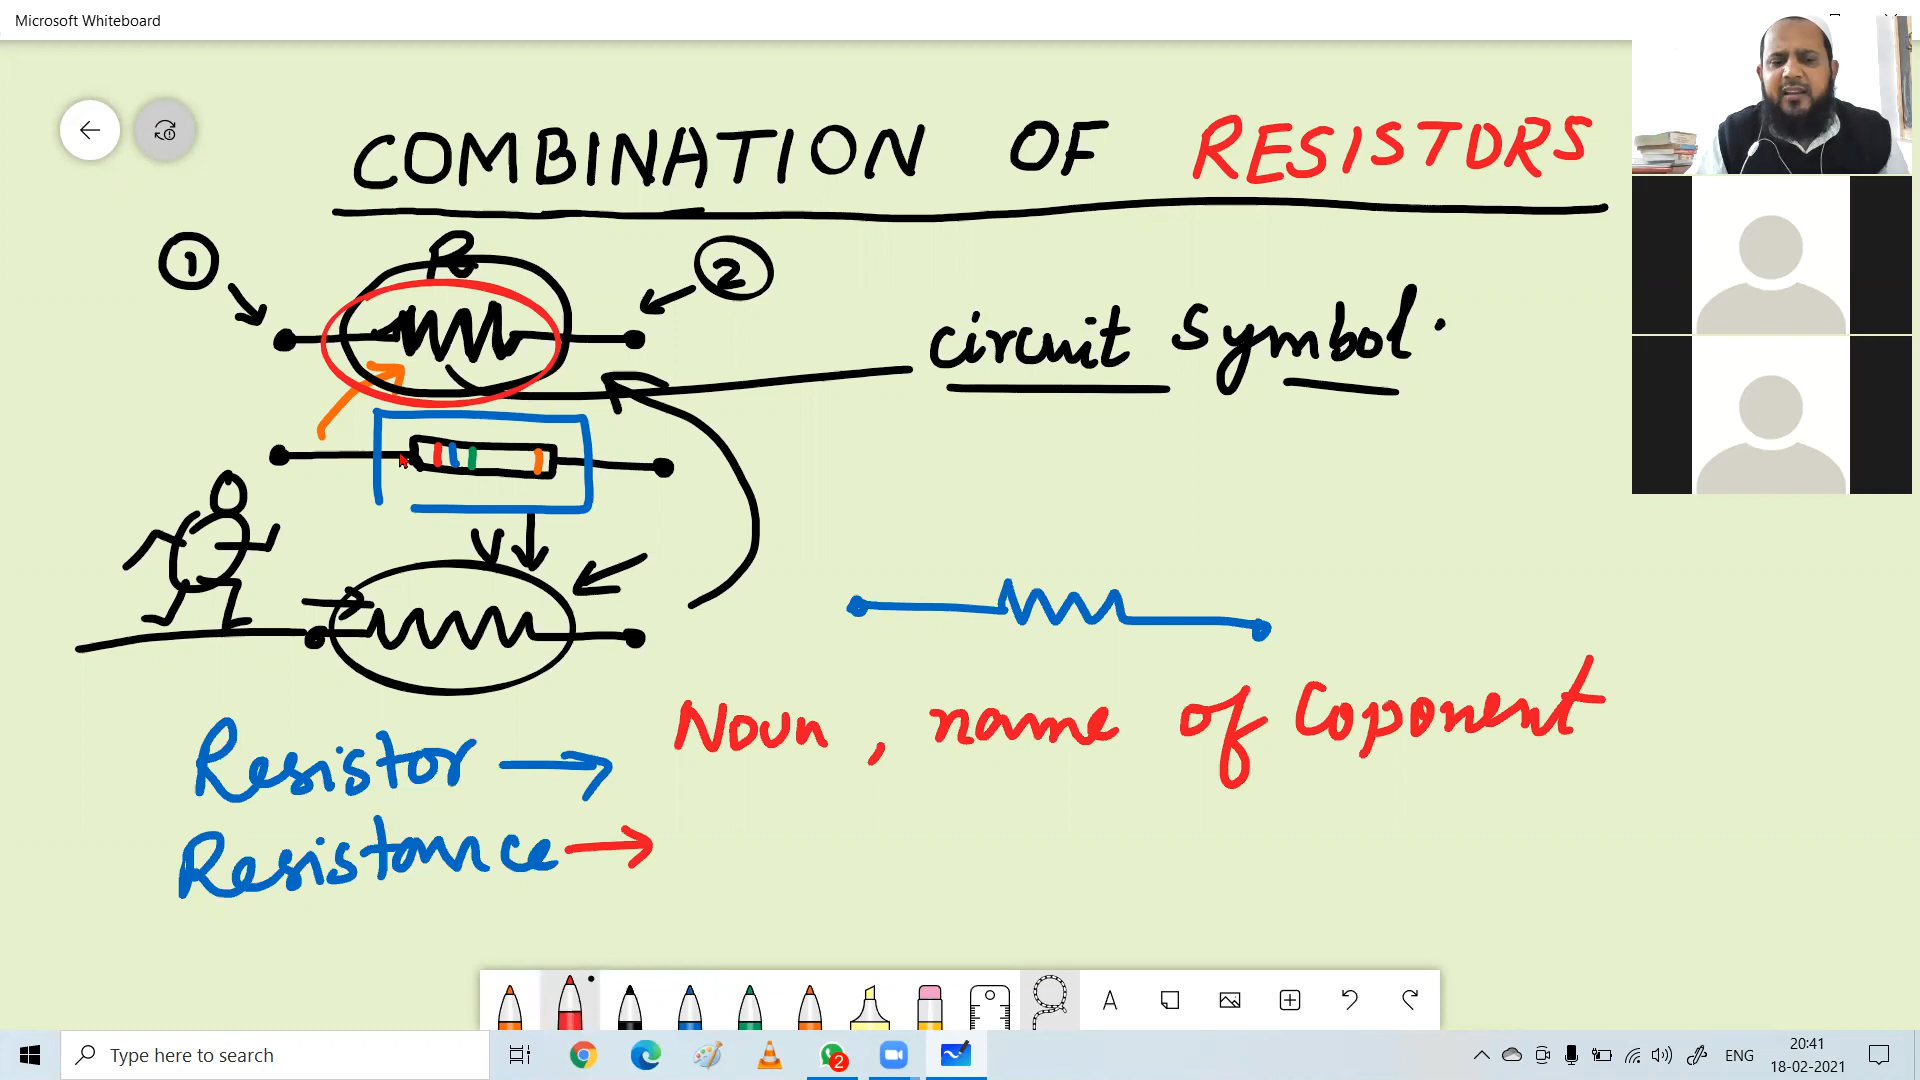 Microsoft Whiteboard
COMBINATION OF RESISTORS
1
R
2
circuit Symbol.
Noun, name of Coponent
Resistor →
Resistance →
A
Type here to search
2
ENG
20:41
18-02-2021